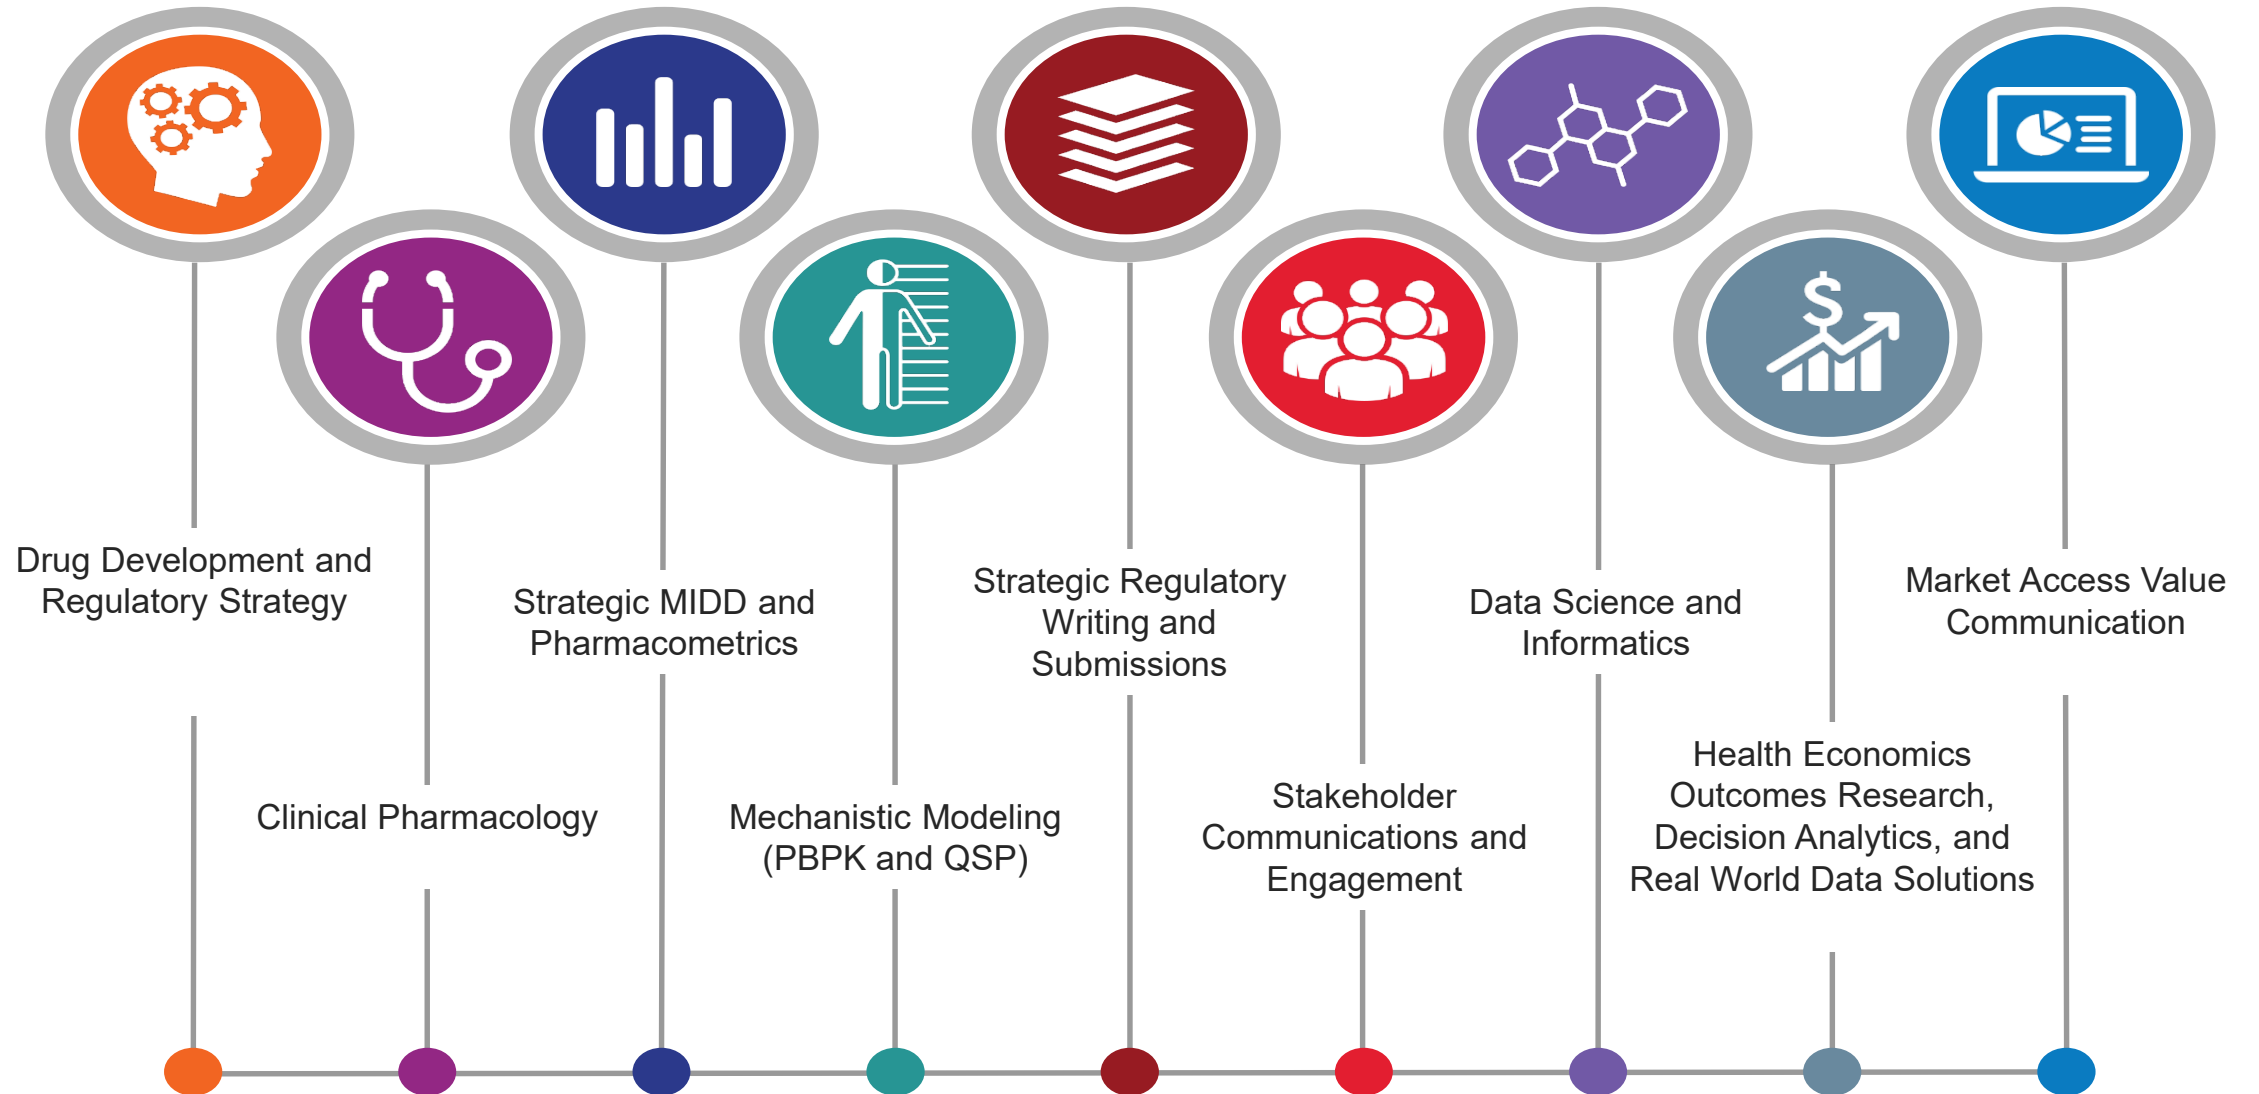 Drug Development and
Regulatory Strategy
Clinical Pharmacology
Strategic MIDD and
Pharmacometrics
Mechanistic Modeling
(PBPK and QSP)
Strategic Regulatory
Writing and
Submissions
Stakeholder
Communications and
Engagement
Data Science and
Informatics
$
Health Economics
Outcomes Research,
Decision Analytics, and
Real World Data Solutions
Market Access Value
Communication